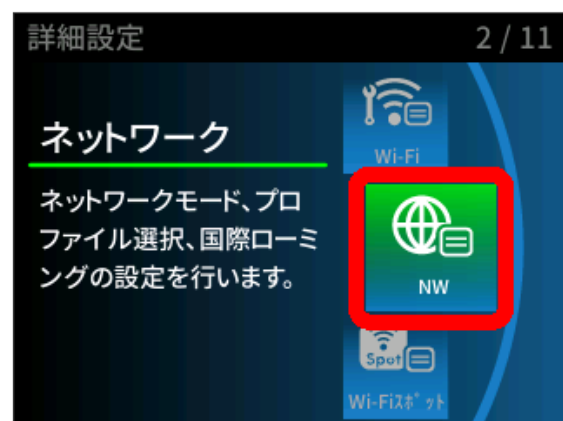 詳細設定 2 / 11
ネットワーク
ネットワークモード、プロ
ファイル選択、国際ローミ
ングの設定を行います。
Wi-Fi
NW
Spot
Wi-Fiｽﾎﾟｯﾄ